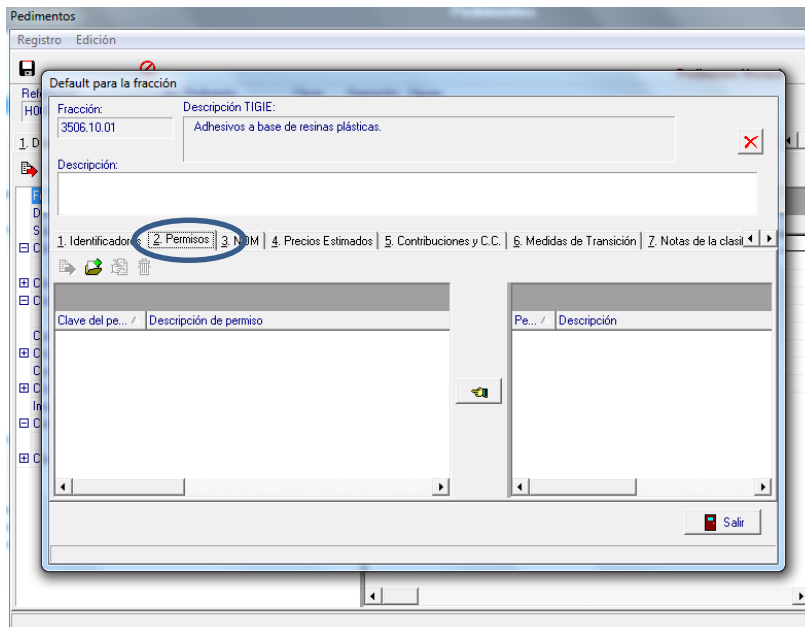 Pedimentos
Registro Edición
Default para la fracción
Fracción: Descripción TIGIE:
3506.10.01 Adhesivos a base de resinas plásticas.
Descripción:
1. Identificadores 2. Permisos 3. NOM 4. Precios Estimados 5. Contribuciones y C.C. 6. Medidas de Transición 7. Notas de la clasi
Clave del pe... Descripción de permiso Pe... Descripción
Salir